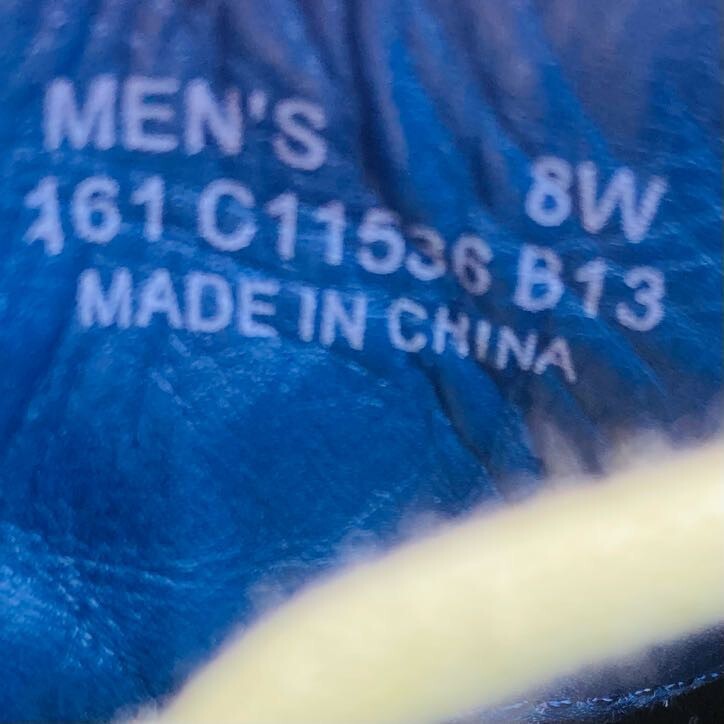 MEN'S 8W
161 C11536 B13
MADE IN CHINA